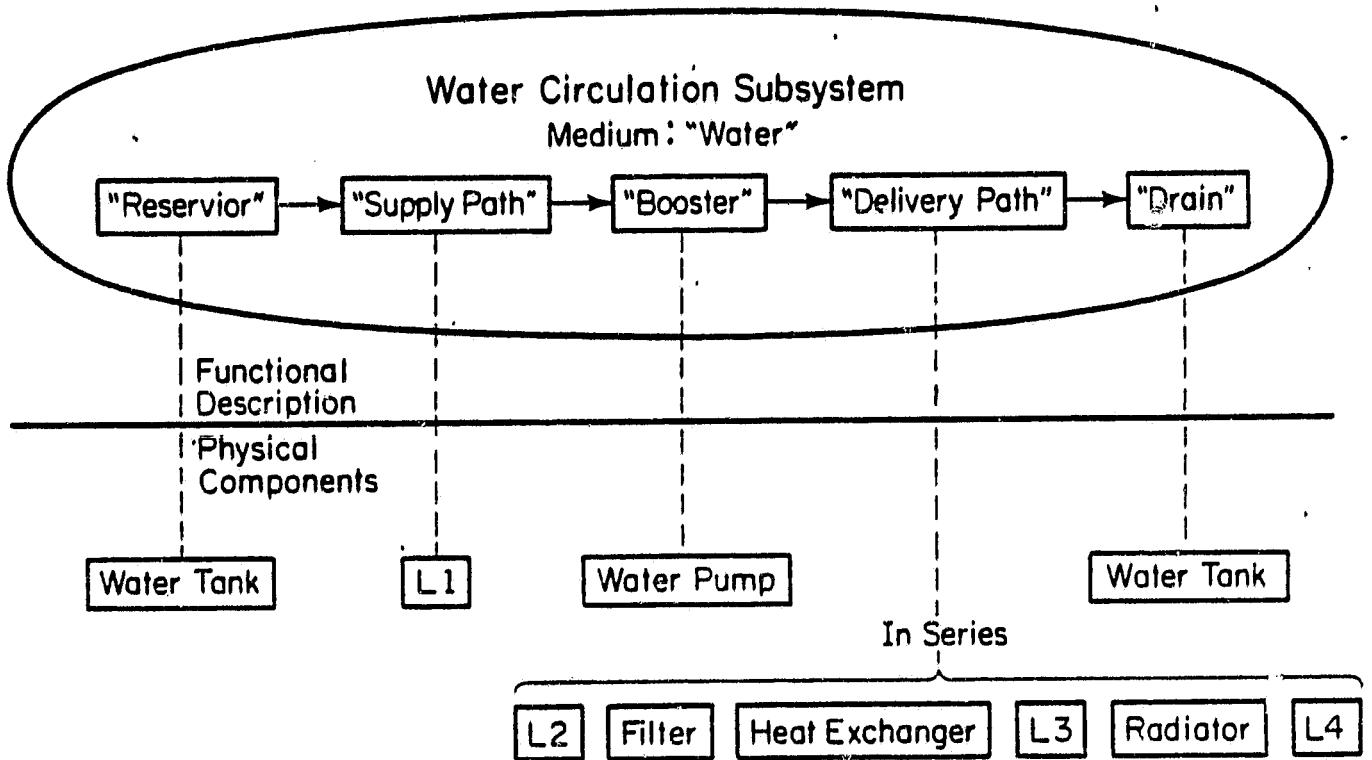 Water Circulation Subsystem
Medium: "Water"
"Reservior"
"Supply Path"
"Booster"
"Delivery Path"
"Drain"
Functional
Description
Physical
Components
Water Tank
L1
Water Pump
Water Tank
In Series
L2
Filter
Heat Exchanger
L3
Radiator
L4